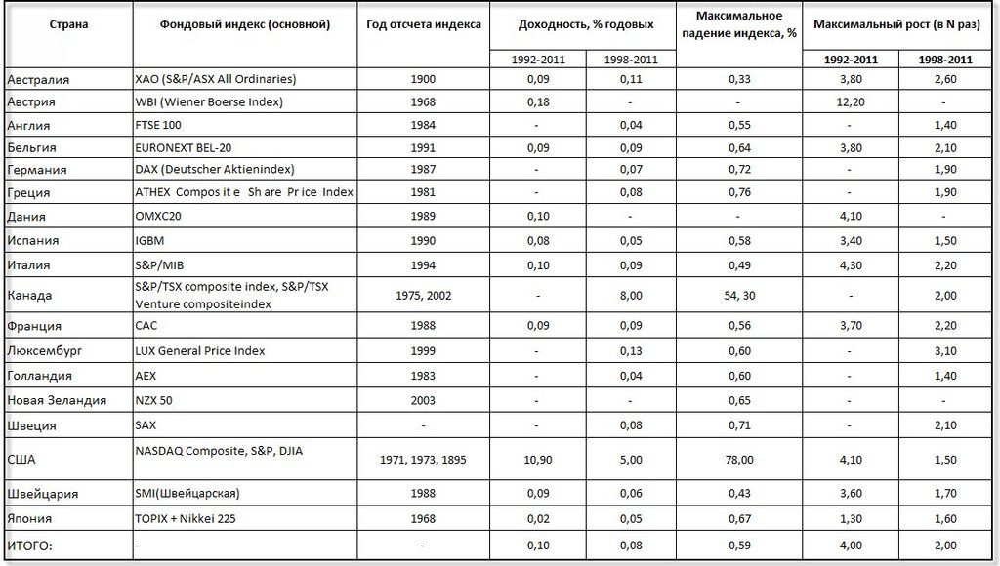 Страна Фондовый индекс (основной) Год отсчета индекса Доходность, % годовых Максимальное падение индекса, % Максимальный рост (в N раз)
1992-2011 1998-2011 1992-2011 1998-2011
Австралия XAO (S&P/ASX All Ordinaries) 1900 0,09 0,11 0,33 3,80 2,60
Австрия WBI (Wiener Boerse Index) 1968 0,18 - - 12,20 -
Англия FTSE 100 1984 - 0,04 0,55 - 1,40
Бельгия EURONEXT BEL-20 1991 0,09 0,09 0,64 3,80 2,10
Германия DAX (Deutscher Aktienindex) 1987 - 0,07 0,72 - 1,90
Греция ATHEX Compos it e Sh are Pr ice Index 1981 - 0,08 0,76 - 1,90
Дания OMXC20 1989 0,10 - - 4,10 -
Испания IGBM 1990 0,08 0,05 0,58 3,40 1,50
Италия S&P/MIB 1994 0,10 0,09 0,49 4,30 2,20
Канада S&P/TSX composite index, S&P/TSX
Venture compositeindex 1975, 2002 - 8,00 54, 30 - 2,00
Франция CAC 1988 0,09 0,09 0,56 3,70 2,20
Люксембург LUX General Price Index 1999 - 0,13 0,60 - 3,10
Голландия AEX 1983 - 0,04 0,60 - 1,40
Новая Зеландия NZX 50 2003 - - 0,65 - -
Швеция SAX - - 0,08 0,71 - 2,10
США NASDAQ Composite, S&P, DJIA 1971, 1973, 1895 10,90 5,00 78,00 4,10 1,50
Швейцария SMI(Швейцарская) 1988 0,09 0,06 0,43 3,60 1,70
Япония TOPIX + Nikkei 225 1968 0,02 0,05 0,67 1,30 1,60
ИТОГО: - - 0,10 0,08 0,59 4,00 2,00